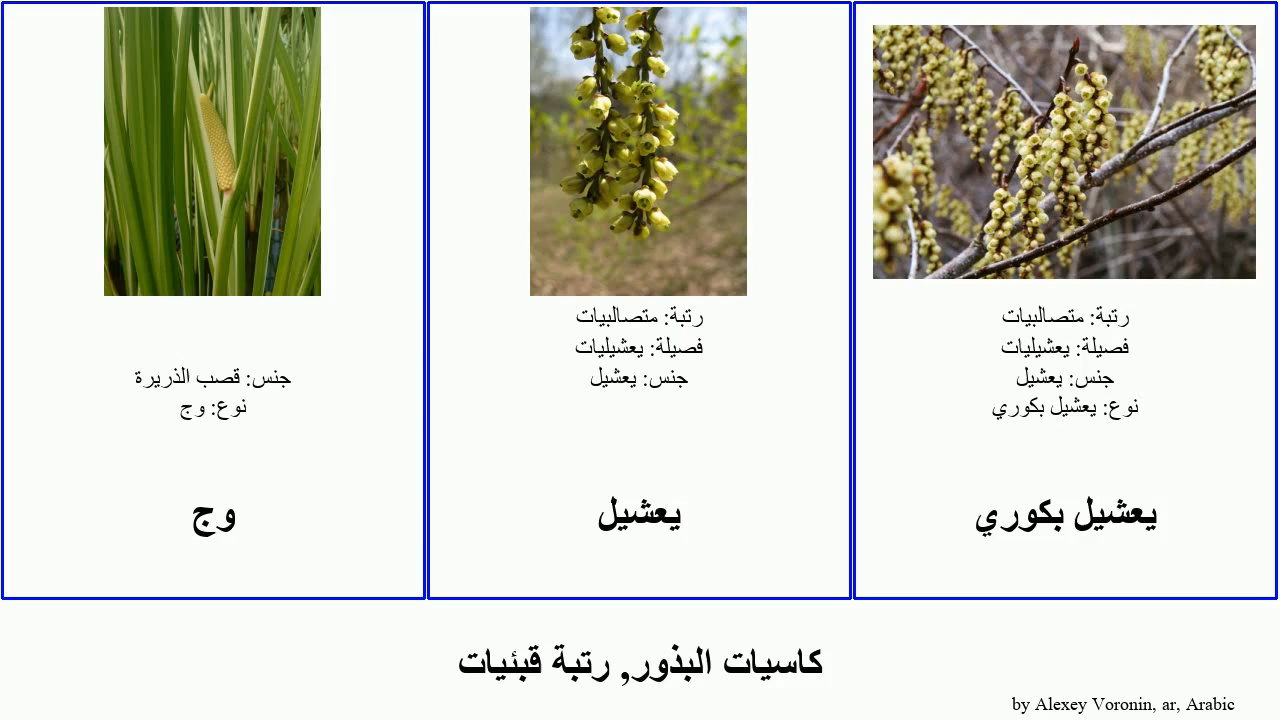 رتبة: متصالبيات
فصيلة: يعشيليات
جنس: يعشيل
نوع: يعشيل بكوري
يعشيل بكوري
رتبة: متصالبيات
فصيلة: يعشيليات
جنس: يعشيل
يعشيل
جنس: قصب الذريرة
نوع: وج
وج
كاسيات البذور, رتبة قبئيات
by Alexey Voronin, ar, Arabic